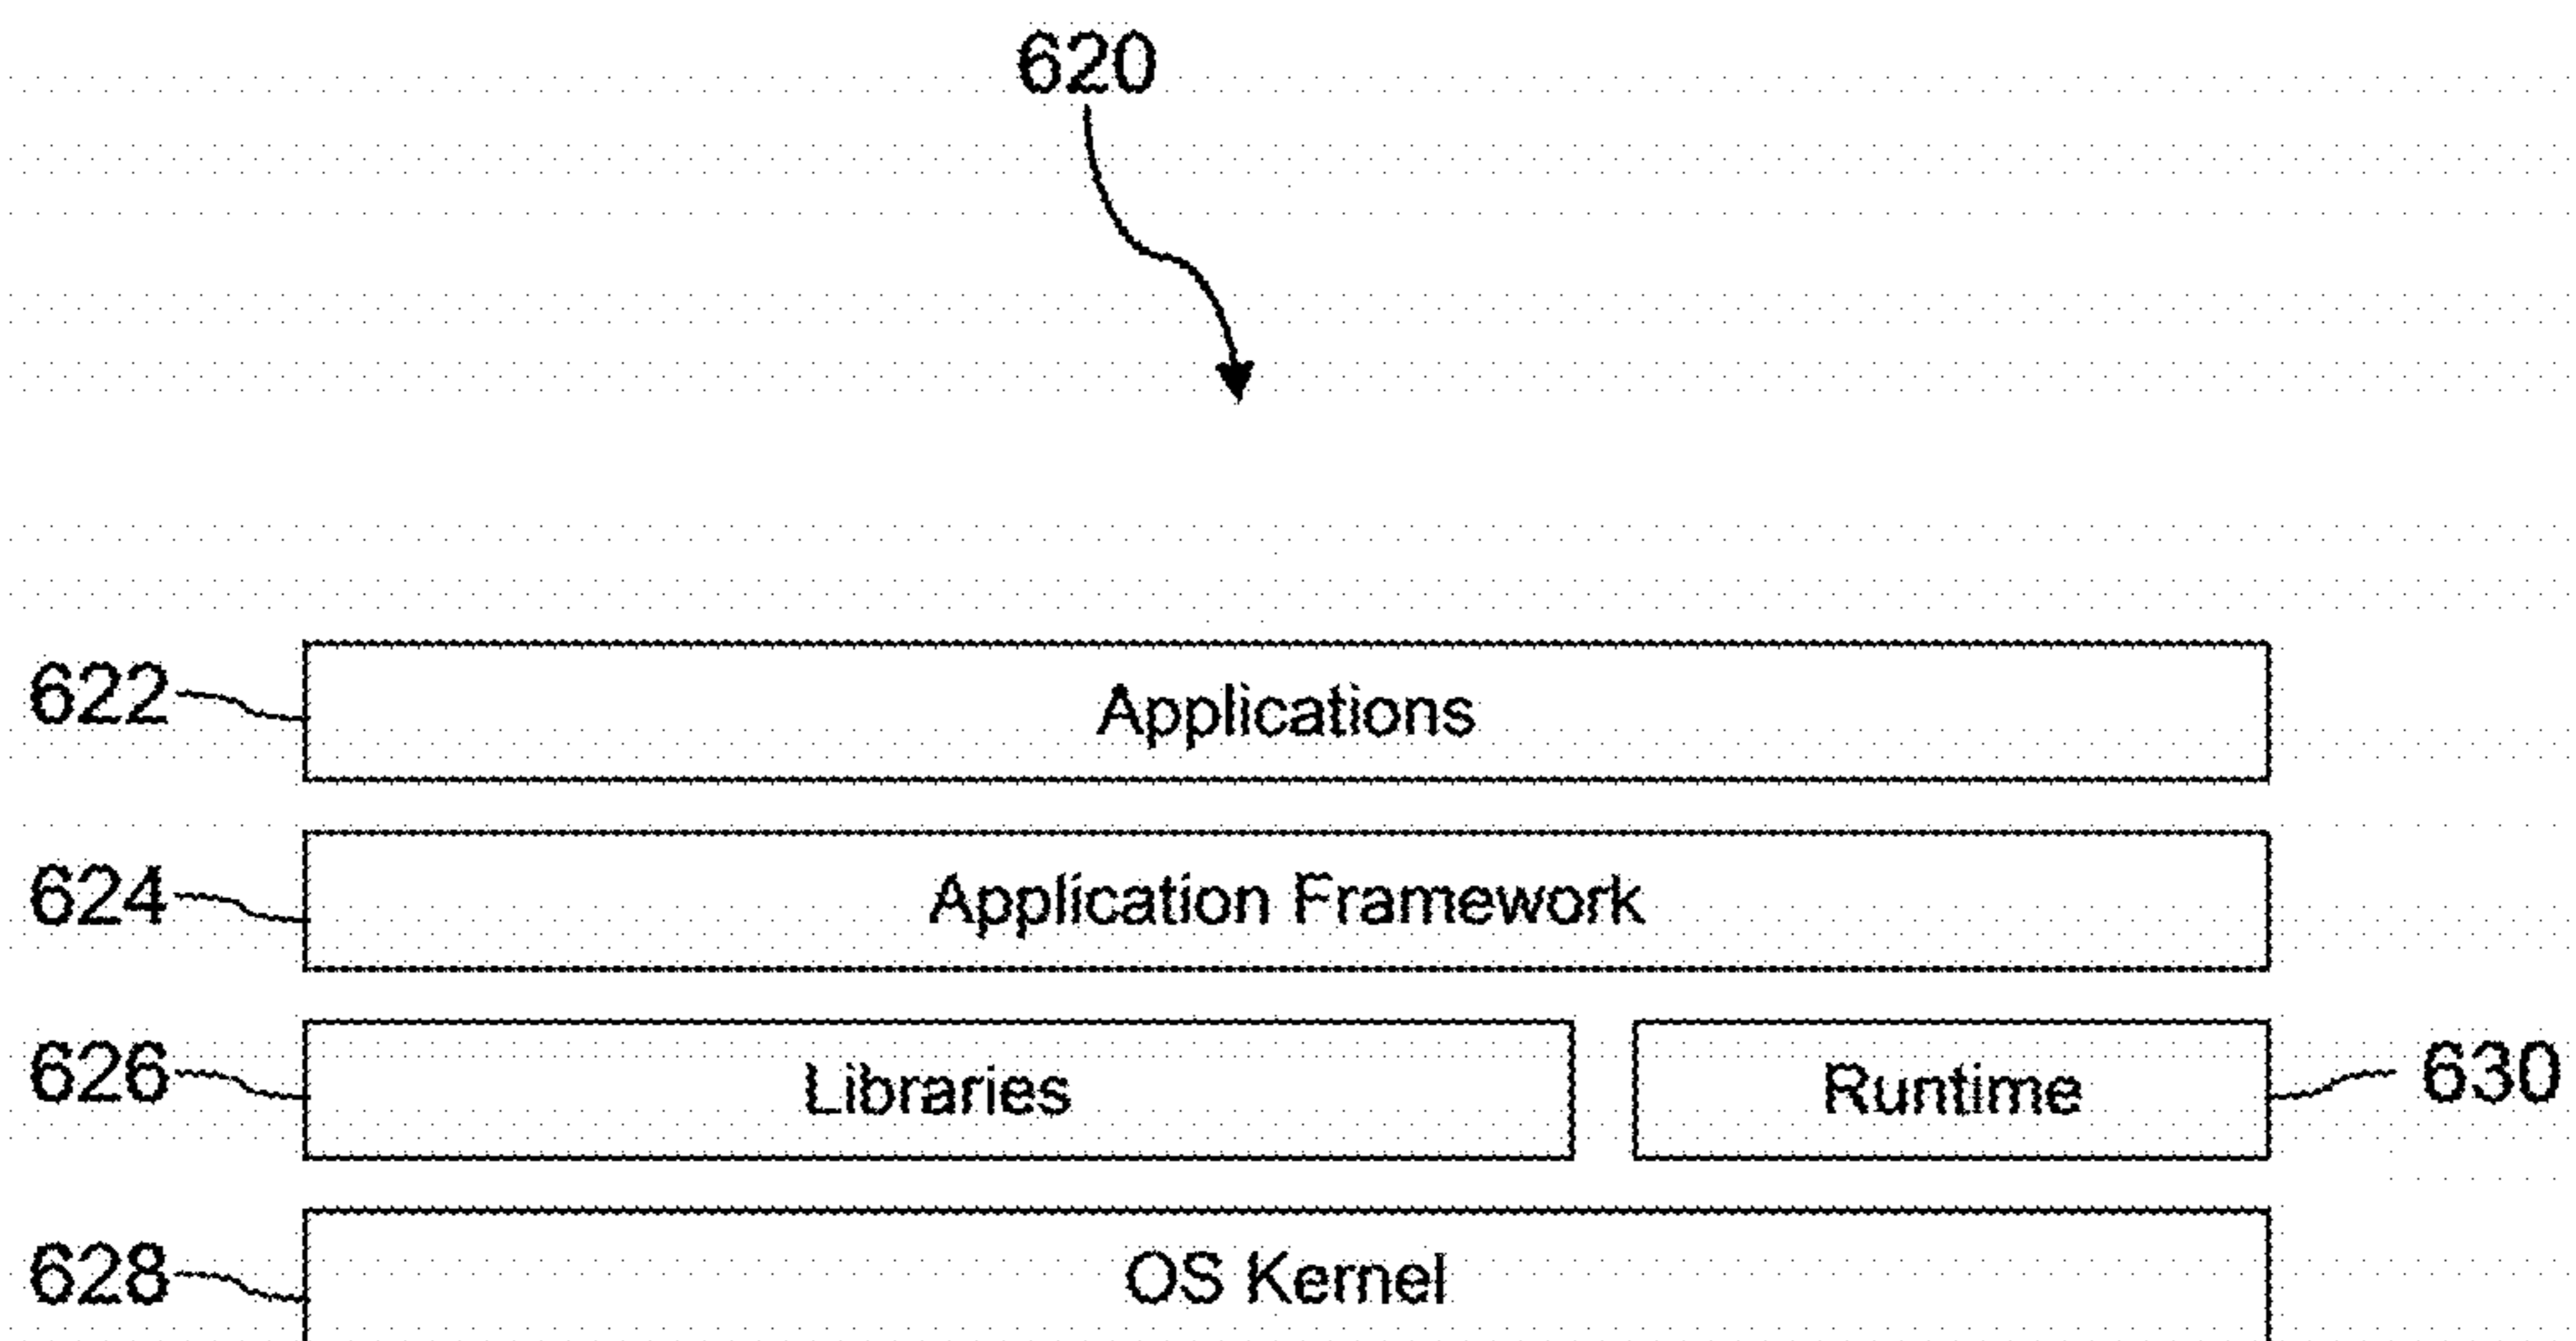 620
622 Applications
624 Application Framework
626 Libraries Runtime 630
628 OS Kernel